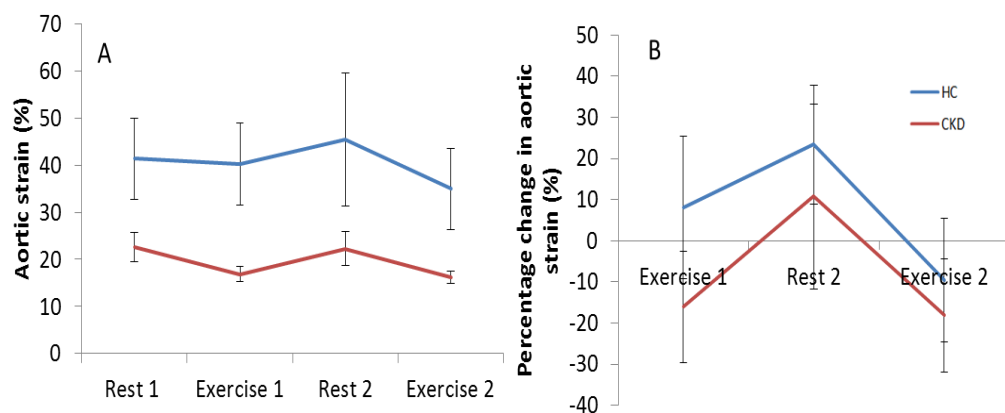 A
Aortic strain (%)
70
60
50
40
30
20
10
0
Rest 1 Exercise 1 Rest 2 Exercise 2
B
Percentage change in aortic
strain (%)
50
40
30
20
10
0
-10
-20
-30
-40
Exercise 1 Rest 2 Exercise 2
HC
CKD